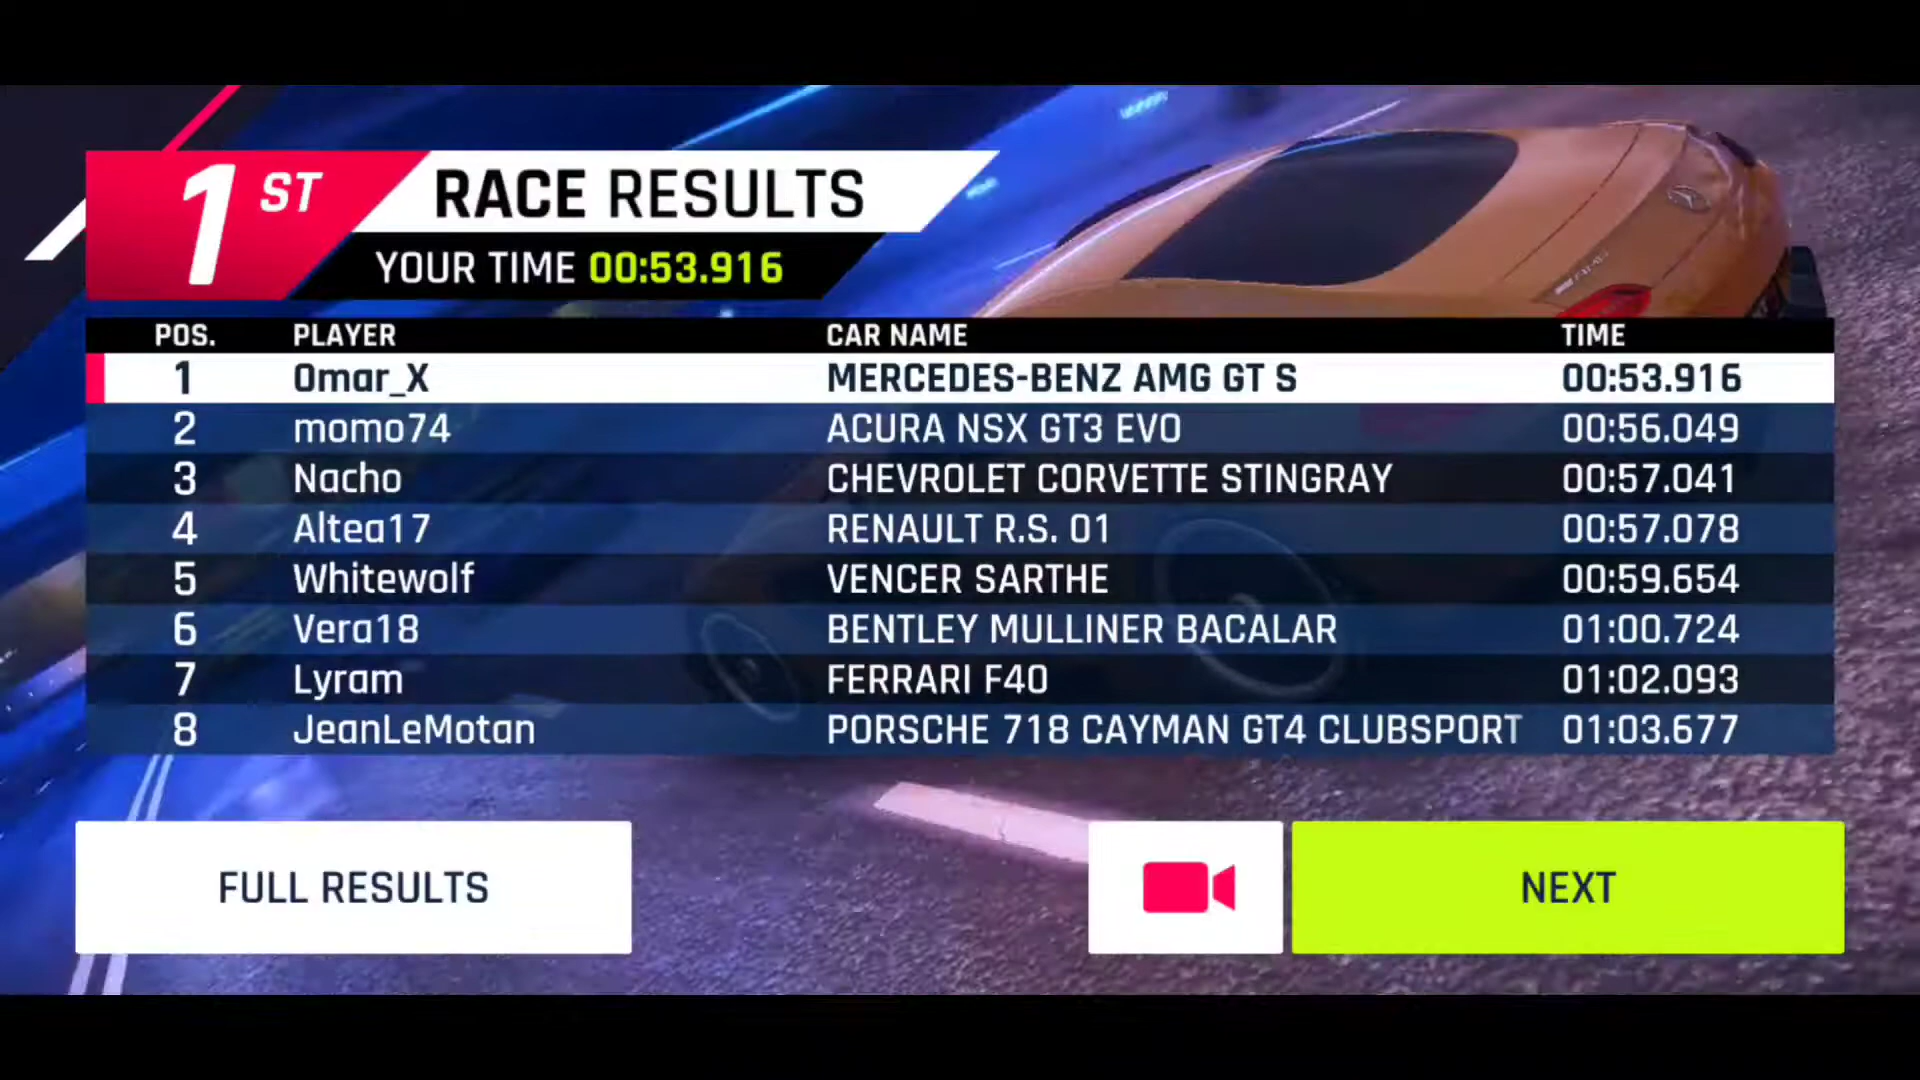 1 ST RACE RESULTS
YOUR TIME 00:53.916
POS. PLAYER CAR NAME TIME
1 Omar_X MERCEDES-BENZ AMG GT S 00:53.916
2 momo74 ACURA NSX GT3 EVO 00:56.049
3 Nacho CHEVROLET CORVETTE STINGRAY 00:57.041
4 Altea17 RENAULT R.S. 01 00:57.078
5 Whitewolf VENCER SARTHE 00:59.654
6 Vera18 BENTLEY MULLINER BACALAR 01:00.724
7 Lyram FERRARI F40 01:02.093
8 JeanLeMotan PORSCHE 718 CAYMAN GT4 CLUBSPORT 01:03.677
FULL RESULTS NEXT